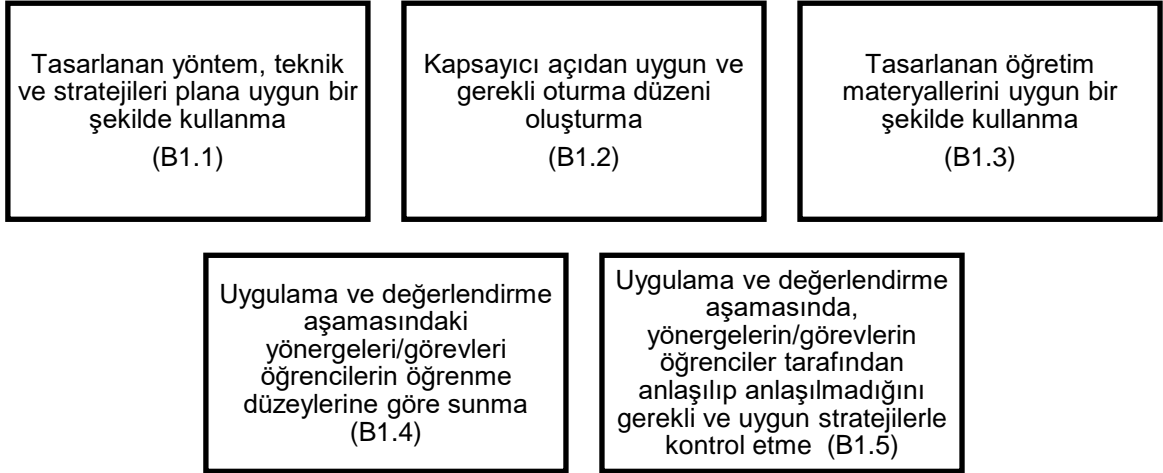 Tasarlanan yöntem, teknik
ve stratejileri plana uygun bir
şekilde kullanma
(B1.1)
Kapsayıcı açıdan uygun ve
gerekli oturma düzeni
oluşturma
(B1.2)
Tasarlanan öğretim
materyallerini uygun bir
şekilde kullanma
(B1.3)
Uygulama ve değerlendirme
aşamasındaki
yönergeleri/görevleri
öğrencilerin öğrenme
düzeylerine göre sunma
(B1.4)
Uygulama ve değerlendirme
aşamasında,
yönergelerin/görevlerin
öğrenciler tarafından
anlaşılıp anlaşılmadığını
gerekli ve uygun stratejilerle
kontrol etme (B1.5)